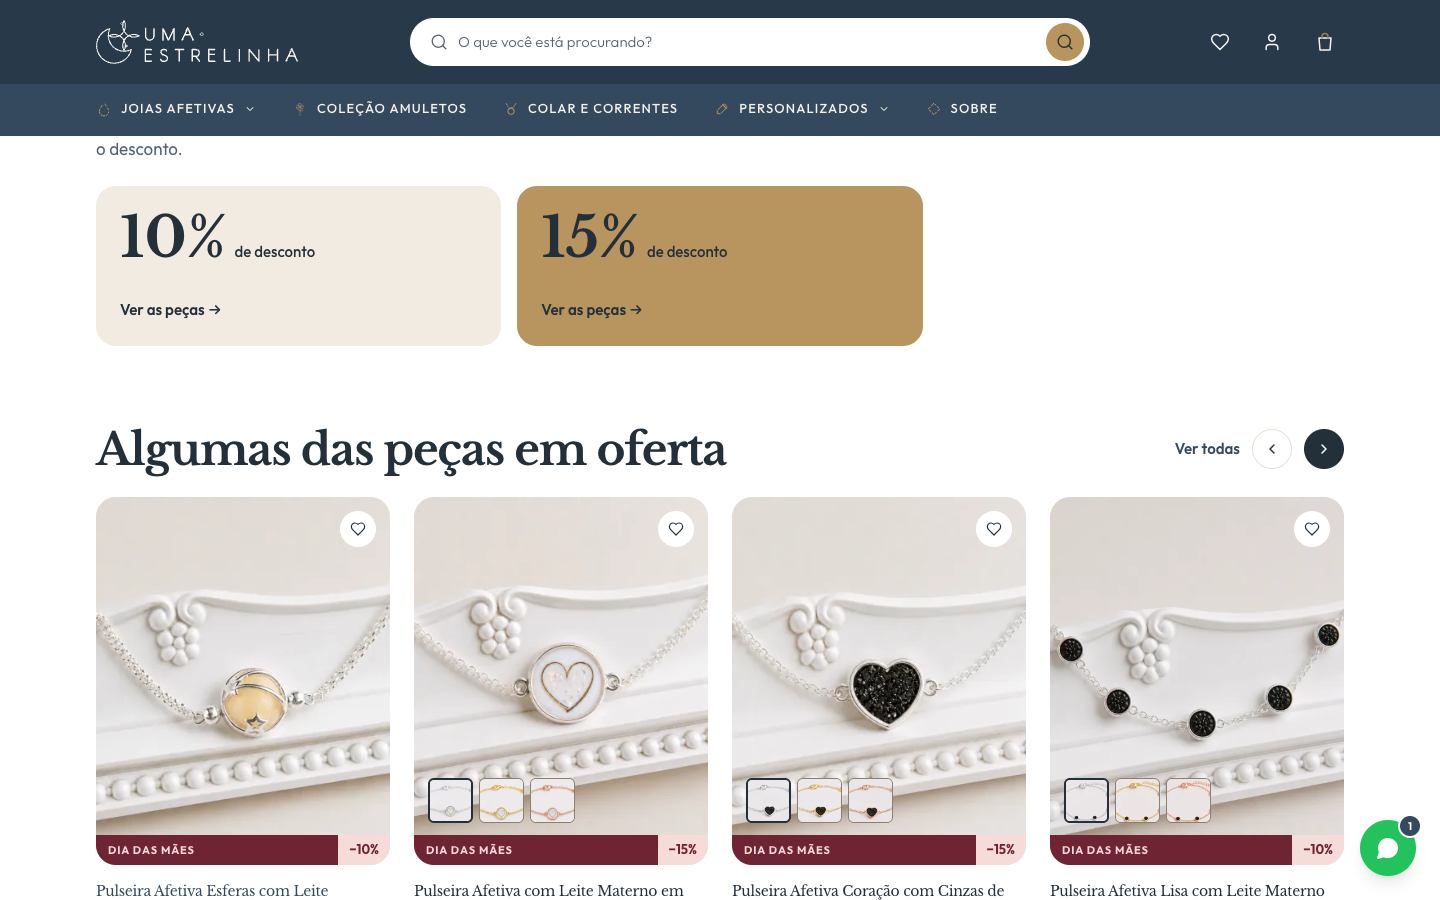 UMA
ESTRELINHA
O que você está procurando?
JOIAS AFETIVAS
COLEÇÃO AMULETOS
COLAR E CORRENTES
PERSONALIZADOS
SOBRE
o desconto.
10% de desconto
Ver as peças →
15% de desconto
Ver as peças →
Algumas das peças em oferta
Ver todas
DIA DAS MÃES -10%
DIA DAS MÃES -15%
DIA DAS MÃES -15%
DIA DAS MÃES -10%
1
Pulseira Afetiva Esferas com Leite
Pulseira Afetiva com Leite Materno em
Pulseira Afetiva Coração com Cinzas de
Pulseira Afetiva Lisa com Leite Materno